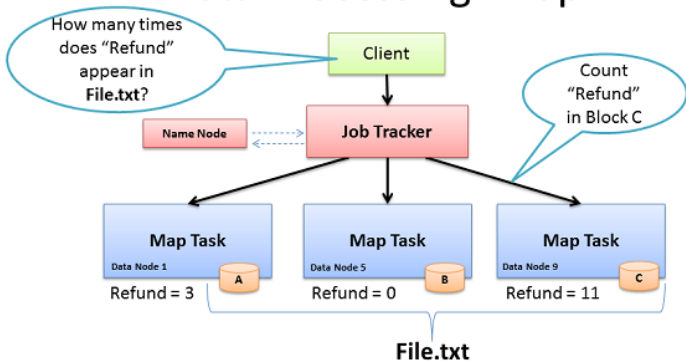 How many times
does “Refund”
appear in
File.txt?
Client
Count
“Refund”
in Block C
Name Node
Job Tracker
Map Task
Data Node 1
A
Map Task
Data Node 5
B
Map Task
Data Node 9
C
Refund = 3
Refund = 0
Refund = 11
File.txt